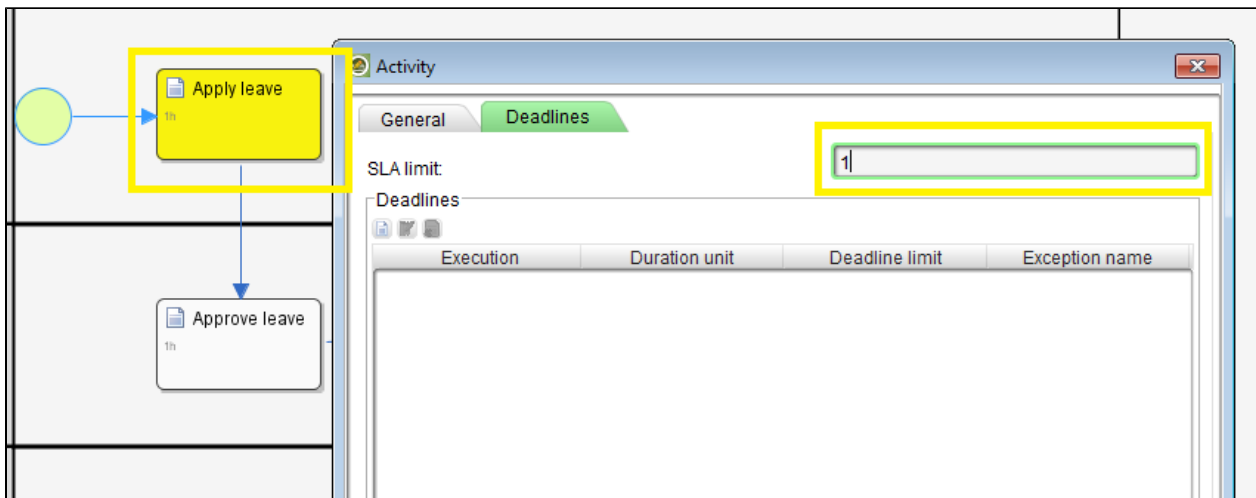 Apply leave
1h
Approve leave
1h
Activity
General Deadlines
SLA limit: 1
Deadlines
Execution Duration unit Deadline limit Exception name